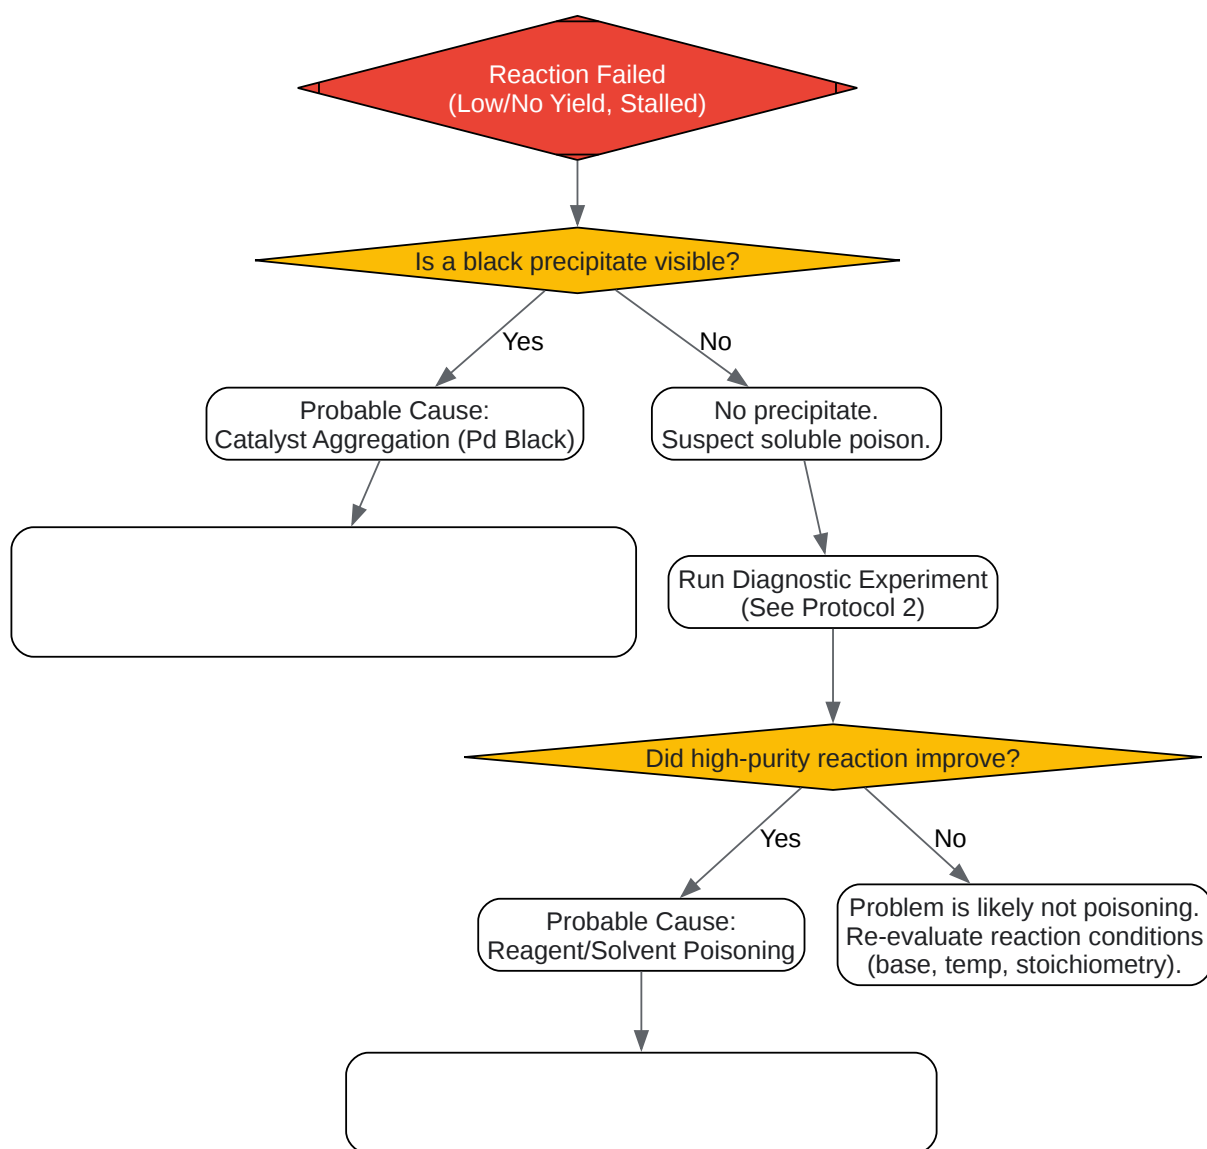 Reaction Failed
(Low/No Yield, Stalled)
Is a black precipitate visible?
Yes
No
Probable Cause:
Catalyst Aggregation (Pd Black)
No precipitate.
Suspect soluble poison.
Run Diagnostic Experiment
(See Protocol 2)
Did high-purity reaction improve?
Yes
No
Probable Cause:
Reagent/Solvent Poisoning
Problem is likely not poisoning.
Re-evaluate reaction conditions
(base, temp, stoichiometry).